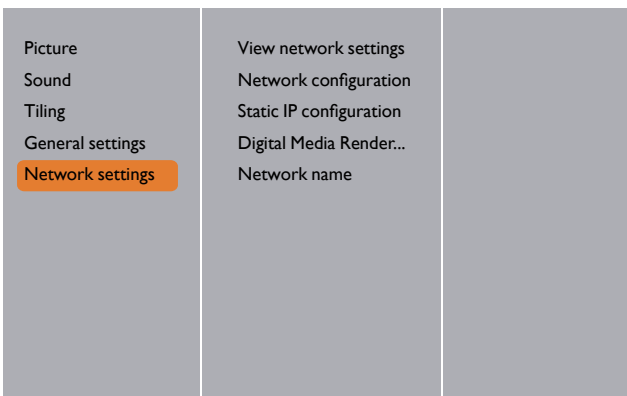 Picture
Sound
Tiling
General settings
Network settings
View network settings
Network configuration
Static IP configuration
Digital Media Render...
Network name